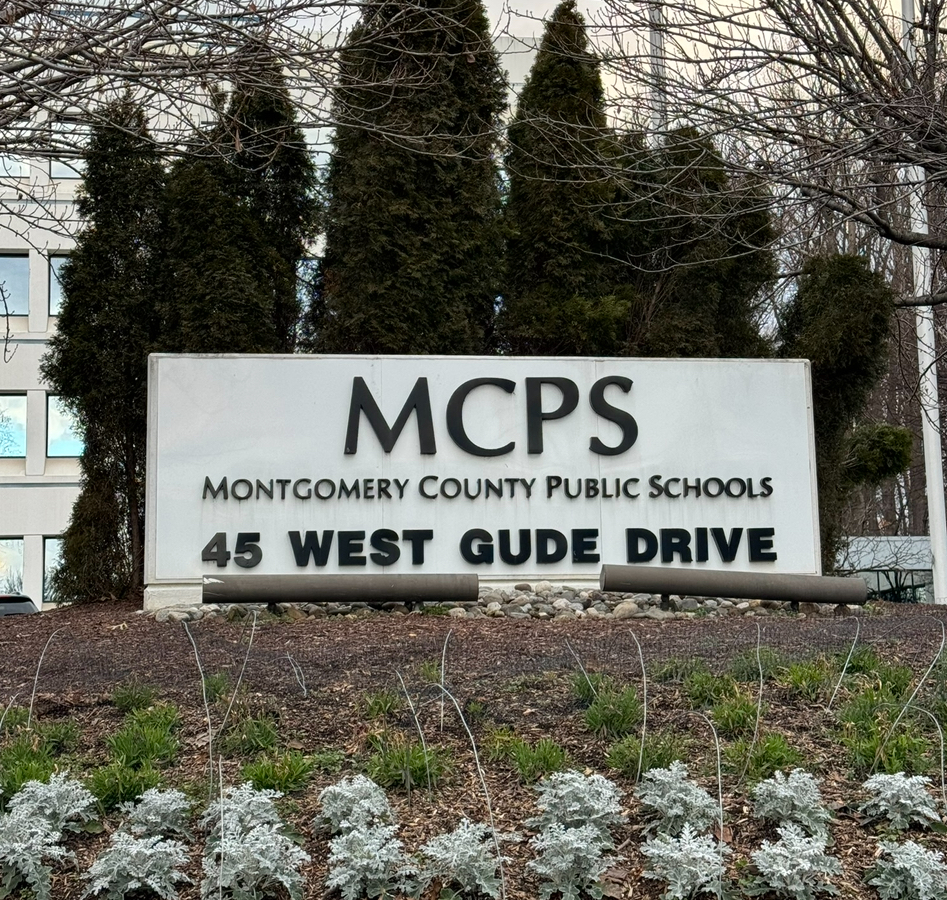 MCPS
MONTGOMERY COUNTY PUBLIC SCHOOLS
45 WEST GUDE DRIVE